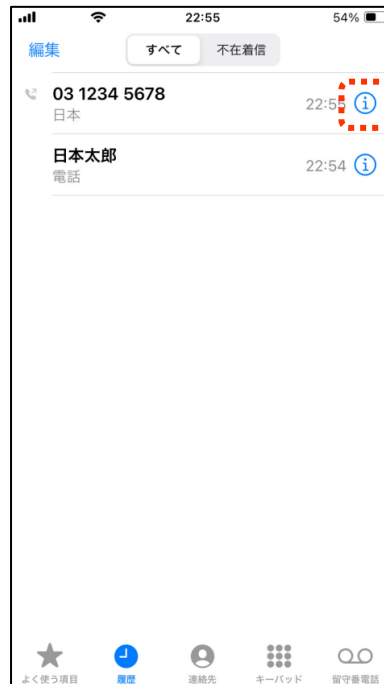 22:55 54%
編集 すべて 不在着信
03 1234 5678
日本
22:55
日本太郎
電話
22:54
よく使う項目 履歴 連絡先 キーパッド 留守番電話